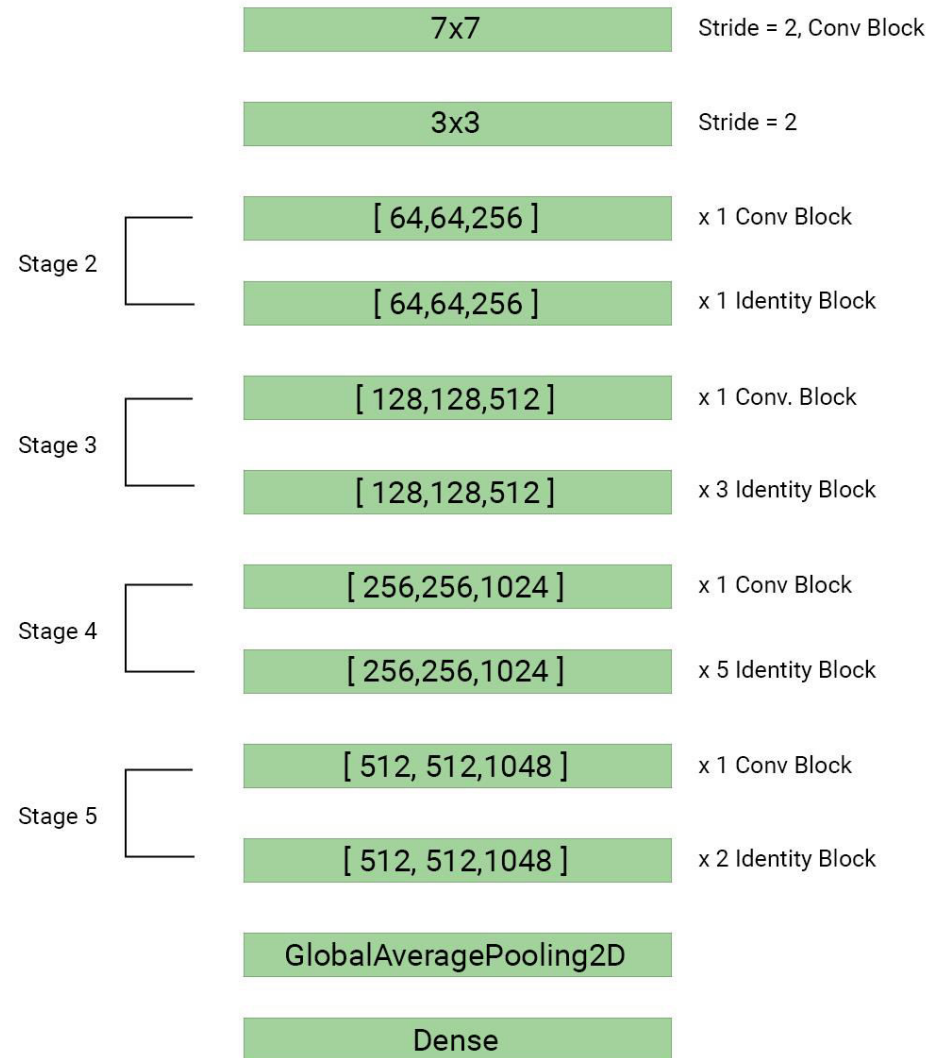 7x7 Stride = 2, Conv Block
3x3 Stride = 2
[ 64,64,256 ] x 1 Conv Block
Stage 2
[ 64,64,256 ] x 1 Identity Block
[ 128,128,512 ] x 1 Conv. Block
Stage 3
[ 128,128,512 ] x 3 Identity Block
[ 256,256,1024 ] x 1 Conv Block
Stage 4
[ 256,256,1024 ] x 5 Identity Block
[ 512, 512,1048 ] x 1 Conv Block
Stage 5
[ 512, 512,1048 ] x 2 Identity Block
GlobalAveragePooling2D
Dense